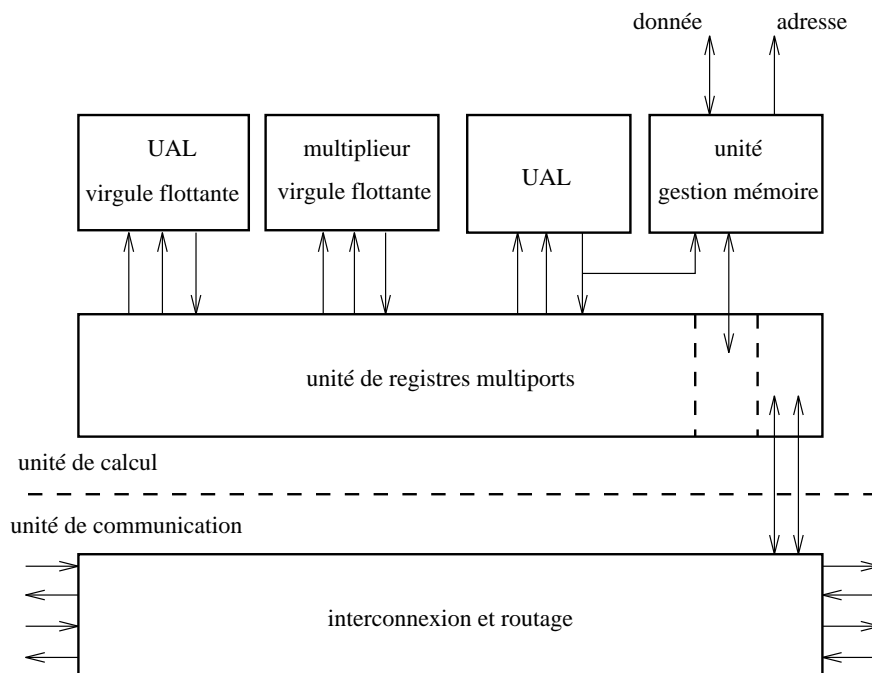 donnée
adresse
UAL
virgule flottante
multiplieur
virgule flottante
UAL
unité
gestion mémoire
unité de registres multiports
unité de calcul
unité de communication
interconnexion et routage